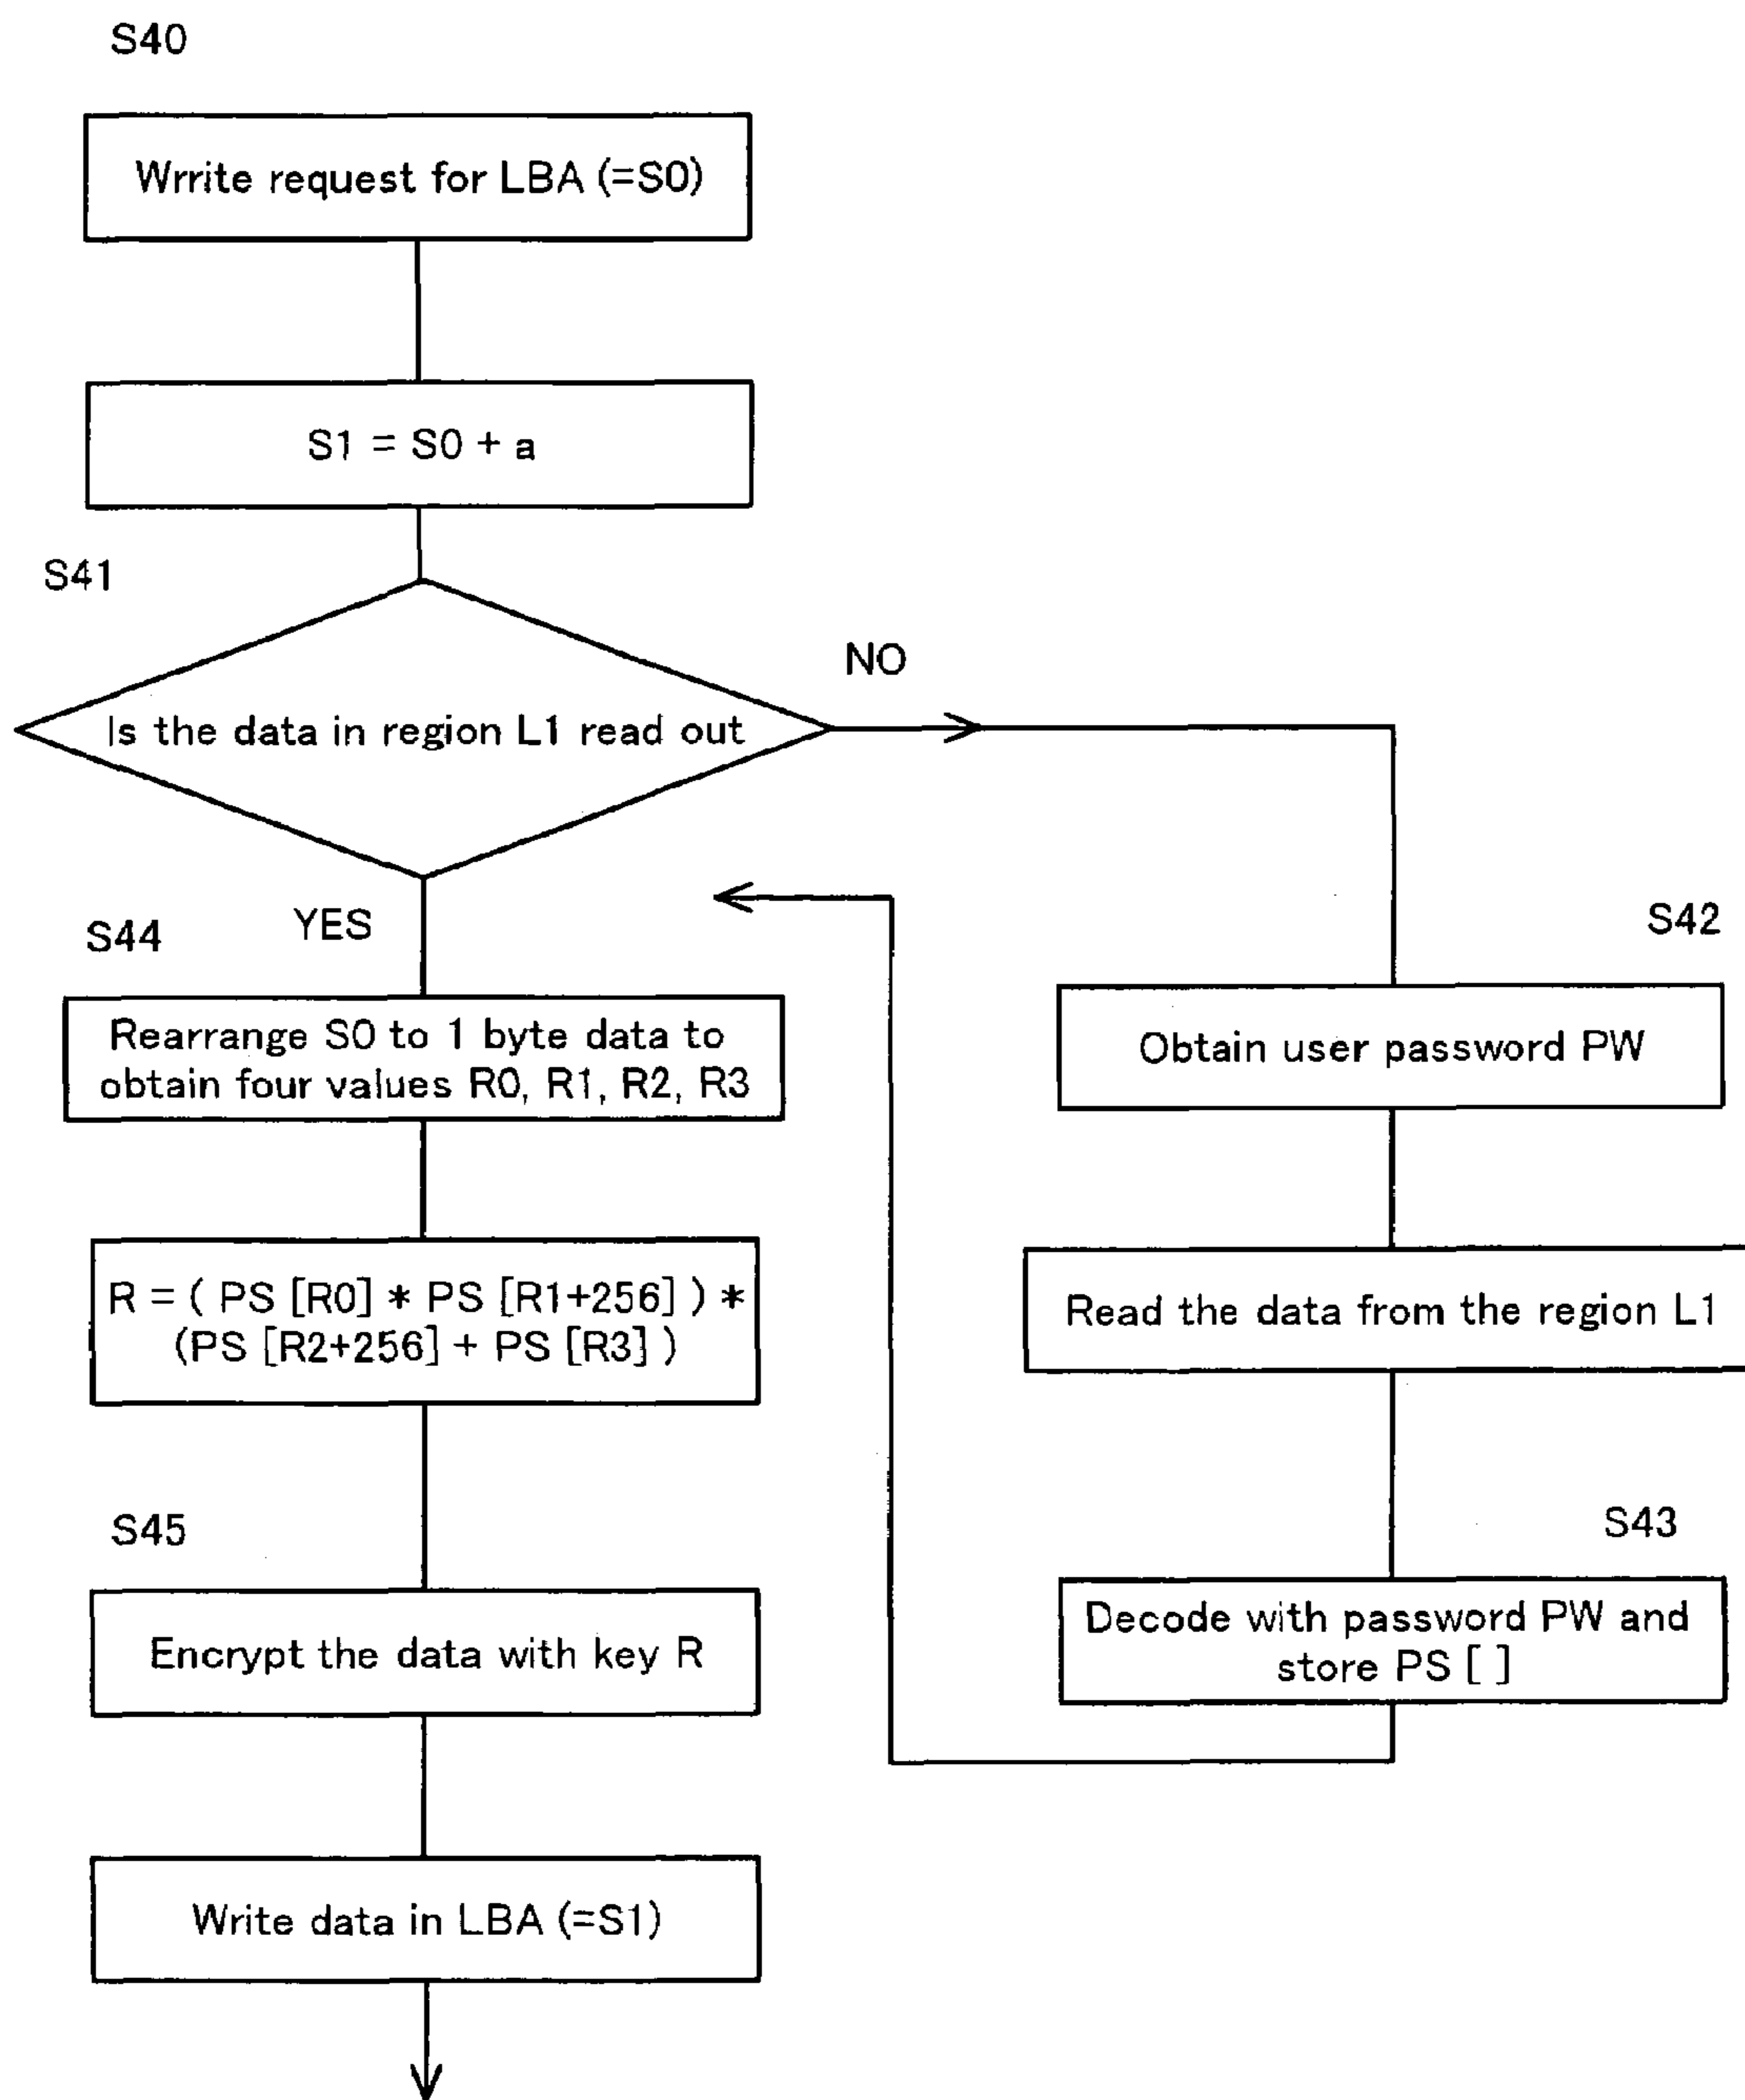 S40
Wrrite request for LBA (=S0)
S1 = S0 + a
S41
Is the data in region L1 read out
NO
YES
S44
Rearrange S0 to 1 byte data to
obtain four values R0, R1, R2, R3
R = ( PS [R0] * PS [R1+256] ) *
(PS [R2+256] + PS [R3] )
S45
Encrypt the data with key R
Write data in LBA (=S1)
S42
Obtain user password PW
Read the data from the region L1
S43
Decode with password PW and
store PS [ ]